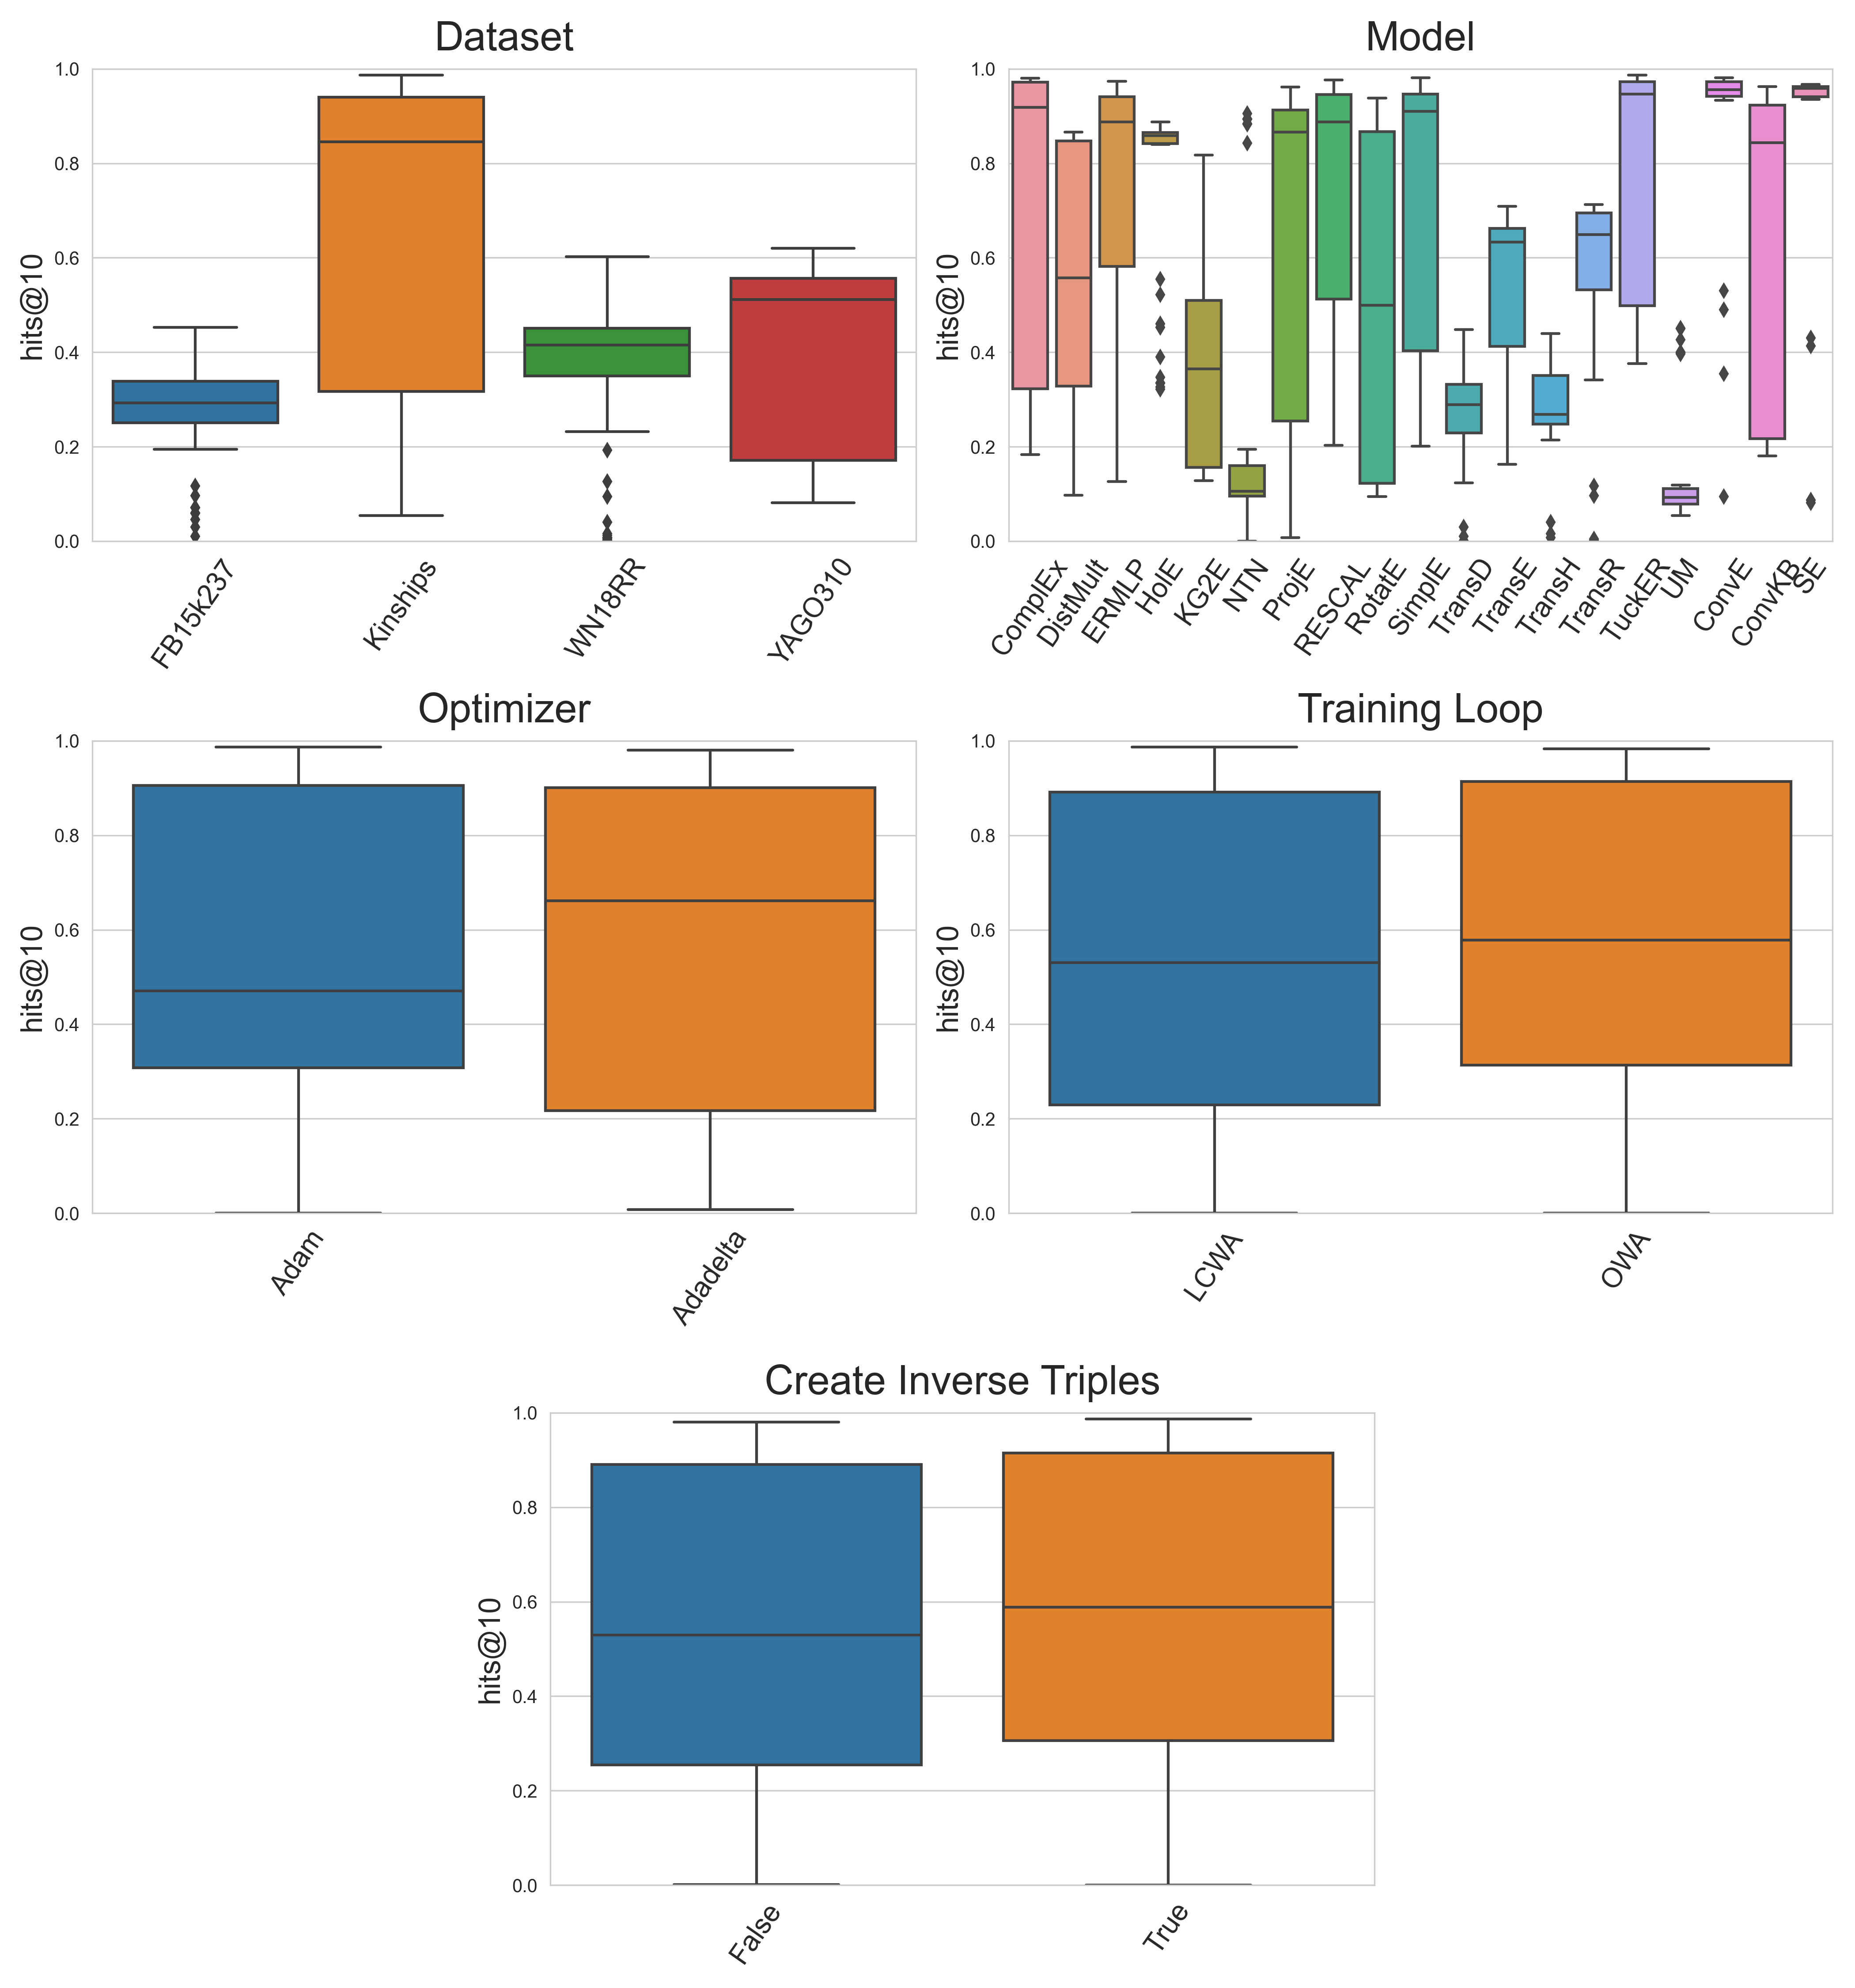 Dataset
hits@10
1.0
0.8
0.6
0.4
0.2
0.0
FB15k237
Kinships
WN18RR
YAGO310
Model
hits@10
1.0
0.8
0.6
0.4
0.2
0.0
ComplEx
DistMult
ERMLP
HolE
KG2E
NTN
ProjE
RESCAL
RotatE
SimplE
TransD
TransE
TransH
TransR
TuckER
UM
ConvE
ConvKB
SE
Optimizer
hits@10
1.0
0.8
0.6
0.4
0.2
0.0
Adam
Adadelta
Training Loop
hits@10
1.0
0.8
0.6
0.4
0.2
0.0
LCWA
OWA
Create Inverse Triples
hits@10
1.0
0.8
0.6
0.4
0.2
0.0
False
True